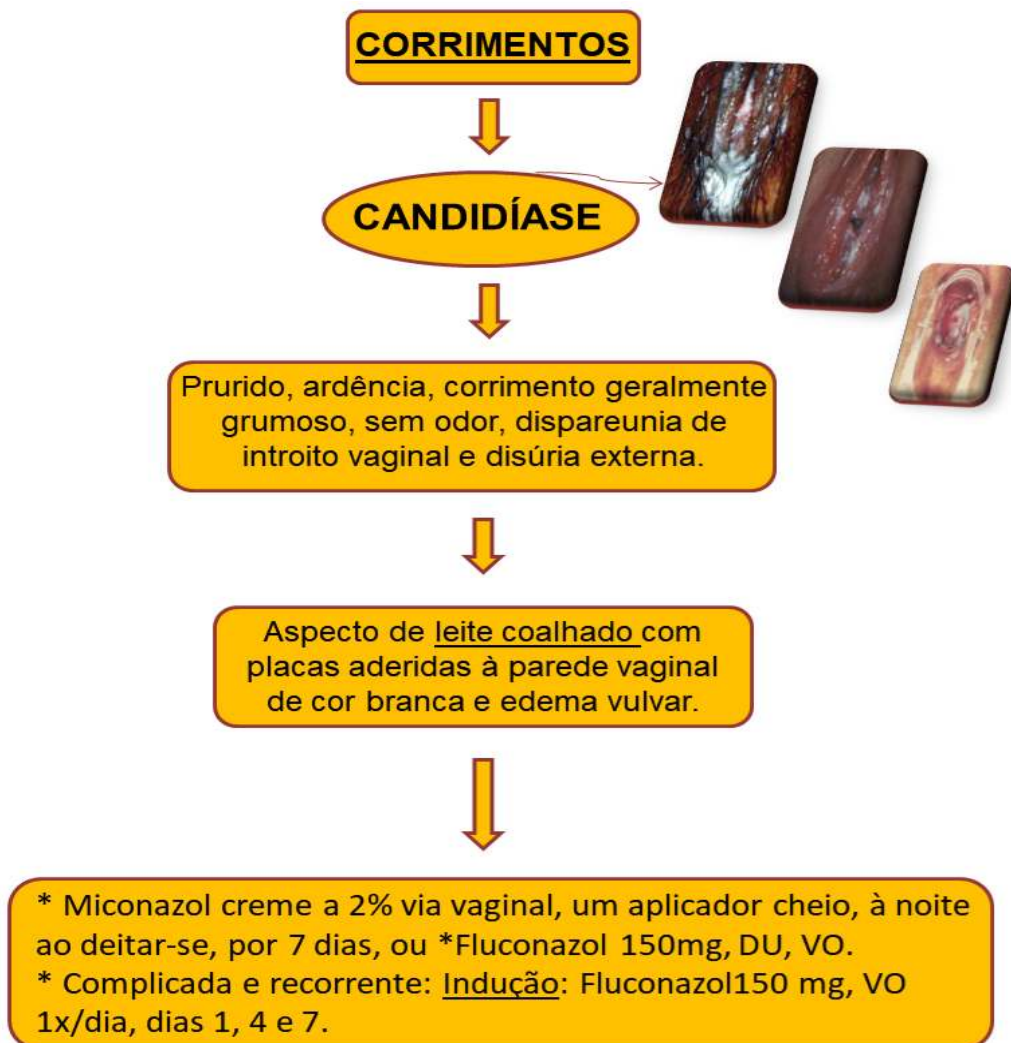 CORRIMENTOS
CANDIDÍASE
Prurido, ardência, corrimento geralmente
grumoso, sem odor, dispareunia de
introito vaginal e disúria externa.
Aspecto de leite coalhado com
placas aderidas à parede vaginal
de cor branca e edema vulvar.
* Miconazol creme a 2% via vaginal, um aplicador cheio, à noite
ao deitar-se, por 7 dias, ou *Fluconazol 150mg, DU, VO.
* Complicada e recorrente: Indução: Fluconazol150 mg, VO
1x/dia, dias 1, 4 e 7.